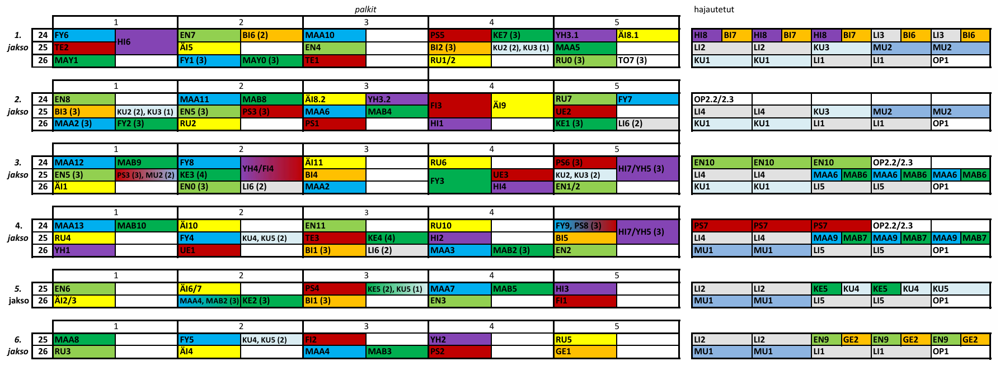 palkit hajautetut
1 2 3 4 5
1. 24 FY6 HI6 EN7 BI6 (2) MAA10 PS5 KE7 (3) YH3.1 ÄI8.1 HI8 BI7 HI8 BI7 HI8 BI7 LI3 BI6 LI3 BI6
jakso 25 TE2 ÄI5 EN4 BI2 (3) KU2 (2), KU3 (1) MAA5 LI2 LI2 KU3 MU2 MU2
26 MAY1 FY1 (3) MAY0 (3) TE1 RU1/2 RU0 (3) TO7 (3) KU1 KU1 LI1 LI1 OP1
1 2 3 4 5
2. 24 EN8 MAA11 MAB8 ÄI8.2 YH3.2 FI3 ÄI9 RU7 FY7 OP2.2/2.3
jakso 25 BI3 (3) KU2 (2), KU3 (1) EN5 (3) PS3 (3) MAA6 MAB4 UE2 LI4 LI4 KU3 MU2 MU2
26 MAA2 (3) FY2 (3) RU2 PS1 HI1 KE1 (3) LI6 (2) KU1 KU1 LI1 LI1 OP1
1 2 3 4 5
3. 24 MAA12 MAB9 FY8 YH4/FI4 ÄI11 RU6 PS6 (3) HI7/YH5 (3) EN10 EN10 EN10 OP2.2/2.3
jakso 25 EN5 (3) PS3 (3), MU2 (2) KE3 (4) BI4 FY3 UE3 KU2, KU3 (2) LI4 LI4 MAA6 MAB6 MAA6 MAB6 MAA6 MAB6
26 ÄI1 EN0 (3) LI6 (2) MAA2 HI4 EN1/2 KU1 KU1 LI5 LI5 OP1
1 2 3 4
4. 24 MAA13 MAB10 ÄI10 EN11 RU10 FY9, PS8 (3) HI7/YH5 (3) PS7 PS7 PS7 OP2.2/2.3
jakso 25 RU4 FY4 KU4, KU5 (2) TE3 KE4 (4) HI2 BI5 LI4 LI4 MAA9 MAB7 MAA9 MAB7 MAA9 MAB7
26 YH1 UE1 BI1 (3) LI6 (2) MAA3 MAB2 (3) EN2 MU1 MU1 LI5 LI5 OP1
1 2 3 4 5
5. 25 EN6 ÄI6/7 PS4 KE5 (2), KU5 (1) MAA7 MAB5 HI3 LI2 LI2 KE5 KU4 KE5 KU4 KU5
jakso 26 ÄI2/3 MAA4, MAB2 (3) KE2 (3) BI1 (3) EN3 FI1 MU1 MU1 LI5 LI5 OP1
1 2 3 4 5
6. 25 MAA8 FY5 KU4, KU5 (2) FI2 YH2 RU5 LI2 LI2 EN9 GE2 EN9 GE2 EN9 GE2
jakso 26 RU3 ÄI4 MAA4 MAB3 PS2 GE1 MU1 MU1 LI1 LI1 OP1